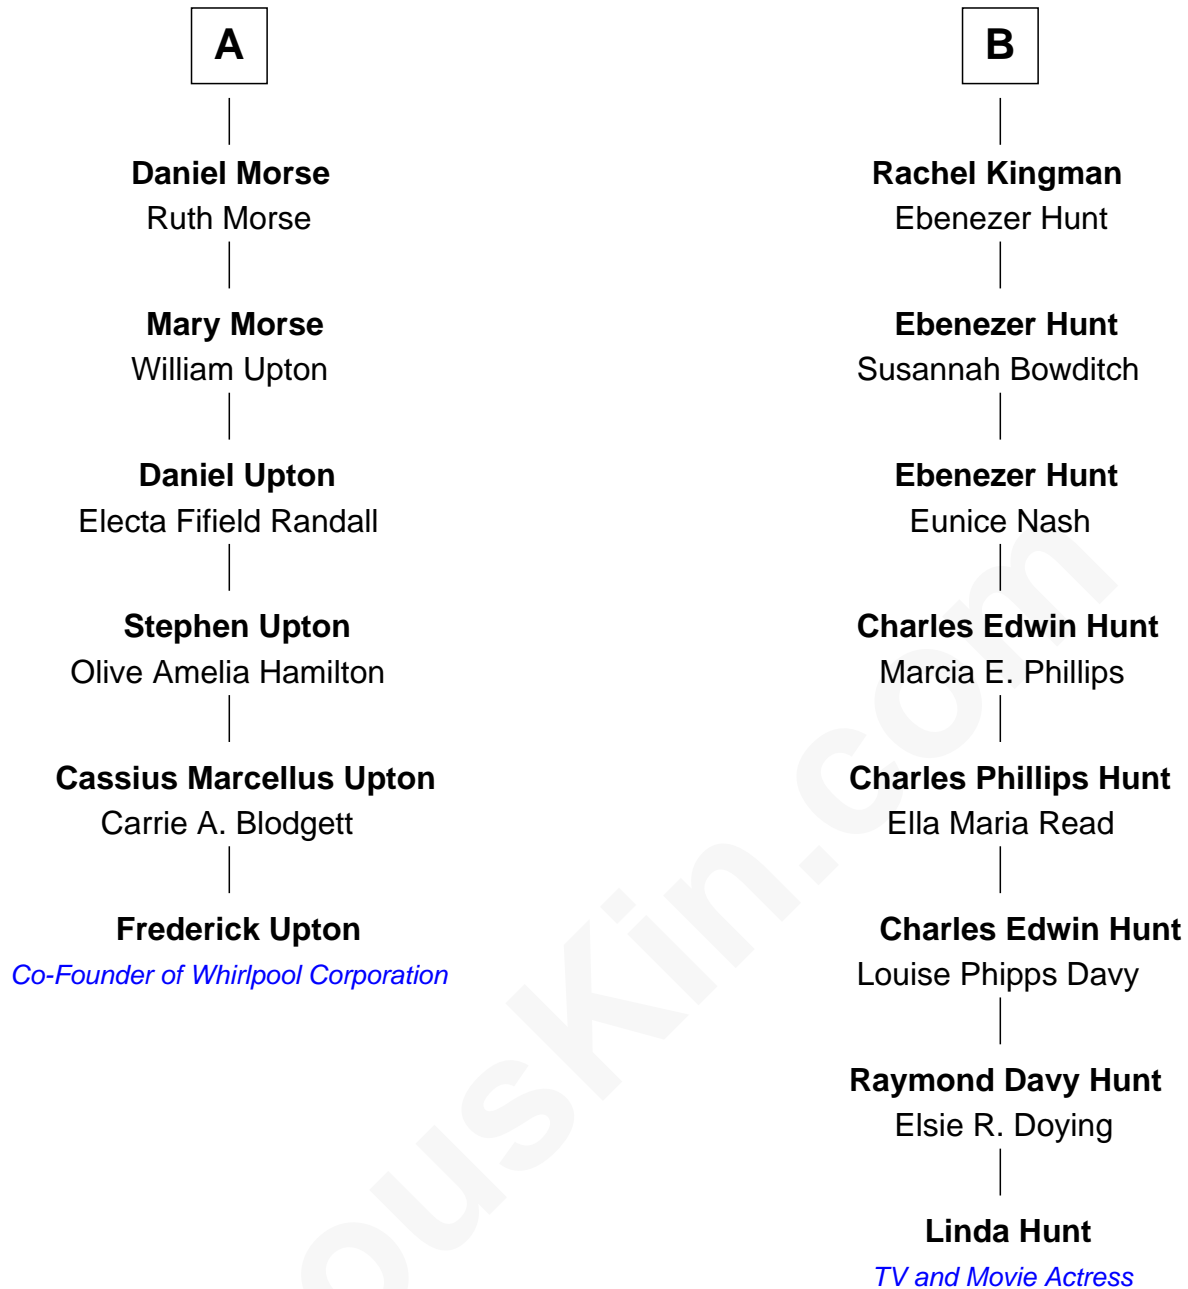 A
Daniel Morse
Ruth Morse
Mary Morse
William Upton
Daniel Upton
Electa Fifield Randall
Stephen Upton
Olive Amelia Hamilton
Cassius Marcellus Upton
Carrie A. Blodgett
Frederick Upton
Co-Founder of Whirlpool Corporation
B
Rachel Kingman
Ebenezer Hunt
Ebenezer Hunt
Susannah Bowditch
Ebenezer Hunt
Eunice Nash
Charles Edwin Hunt
Marcia E. Phillips
Charles Phillips Hunt
Ella Maria Read
Charles Edwin Hunt
Louise Phipps Davy
Raymond Davy Hunt
Elsie R. Doying
Linda Hunt
TV and Movie Actress
ousKin.com